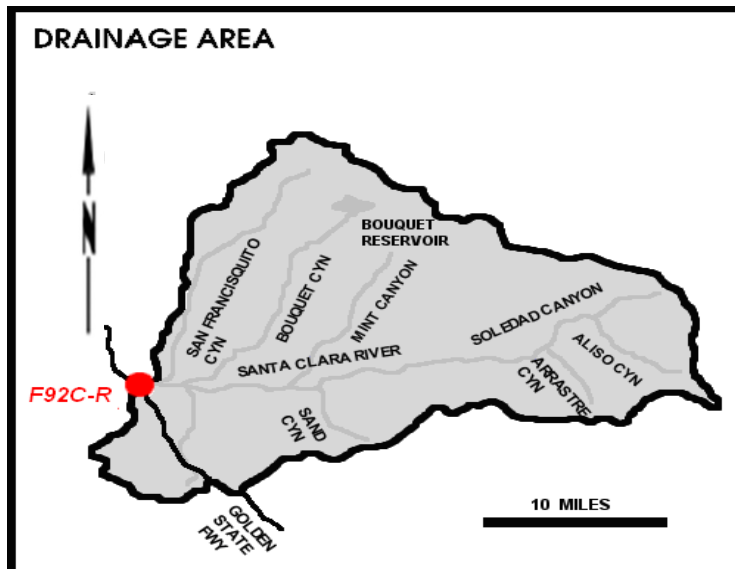 DRAINAGE AREA
N
BOUQUET
RESERVOIR
SAN FRANCISQUITO
CYN
BOUQUET CYN
MINT CANYON
SOLEDAD CANYON
SANTA CLARA RIVER
ALISO CYN
ARRASTRE
CYN
F92C-R
SAND
CYN
10 MILES
GOLDEN
STATE
FWY